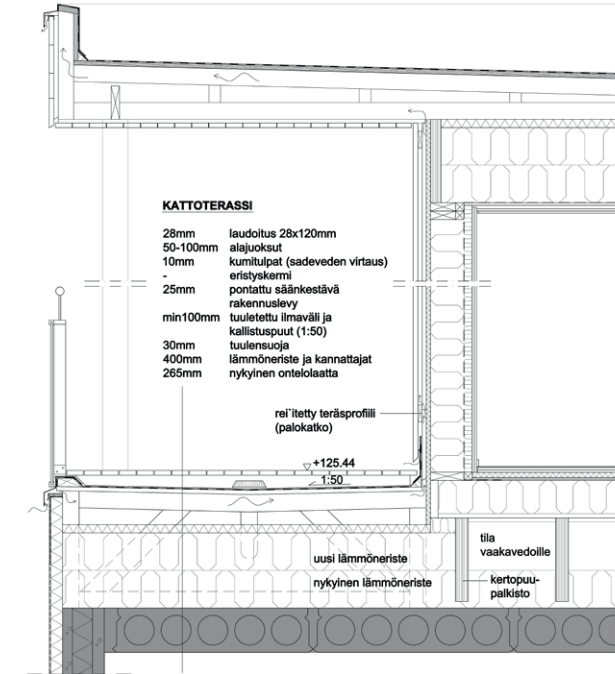 KATTOTERASSI
28mm laudoitus 28x120mm
50-100mm alajuoksut
10mm kumitulpat (sadeveden virtaus)
- eristyskermi
25mm pontattu säänkestävä
rakennuslevy
min100mm tuuletettu ilmaväli ja
kallistuspuut (1:50)
30mm tuulensuoja
400mm lämmöneriste ja kannattajat
265mm nykyinen ontelolaatta
rei`itetty teräsprofiili
(palokatko)
+125.44
1:50
uusi lämmöneriste
nykyinen lämmöneriste
tila
vaakavedoille
kertopuu-
palkisto